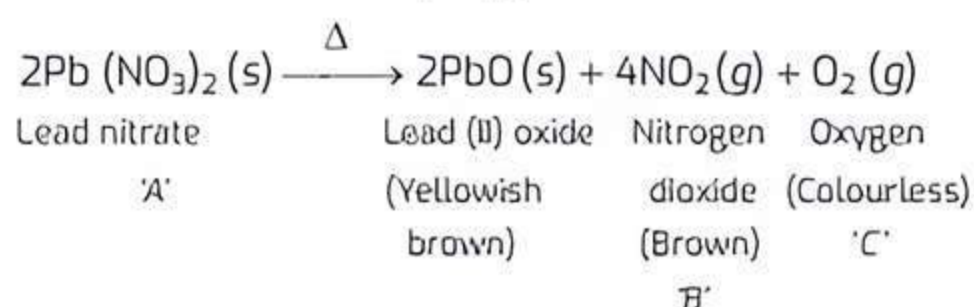 Δ
2Pb (NO₃)₂ (s) ⟶ 2PbO (s) + 4NO₂ (g) + O₂ (g)
Lead nitrate Lead (II) oxide Nitrogen Oxygen
'A' (Yellowish dioxide (Colourless)
brown) (Brown) 'C'
'B'